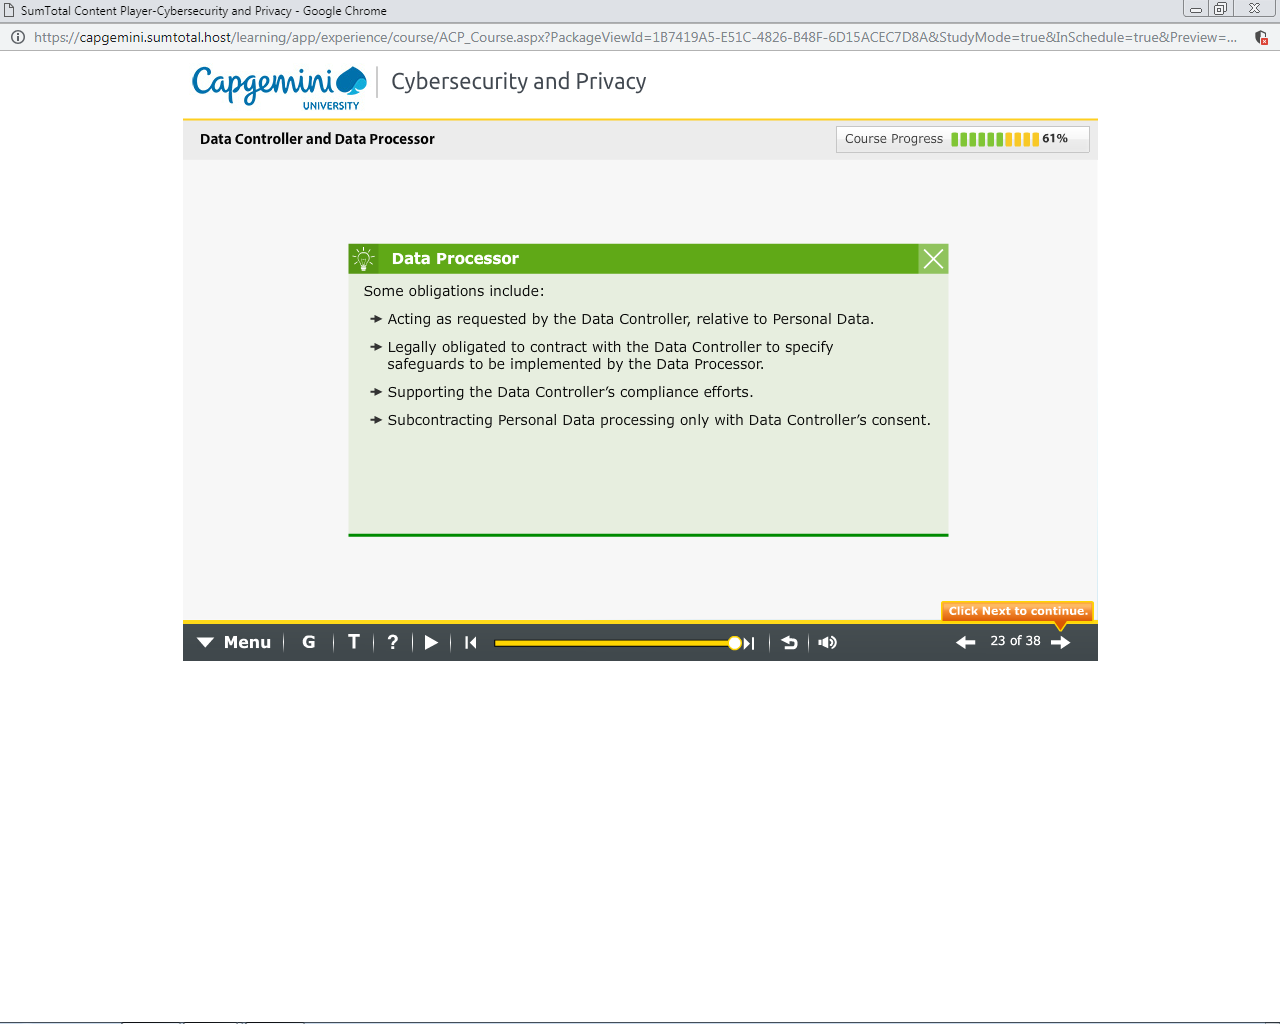 SumTotal Content Player-Cybersecurity and Privacy - Google Chrome
https://capgemini.sumtotal.host/learning/app/experience/course/ACP_Course.aspx?PackageViewId=1B7419A5-E51C-4826-B48F-6D15ACEC7D8A&StudyMode=true&InSchedule=true&Preview=...
Capgemini
UNIVERSITY
Cybersecurity and Privacy
Data Controller and Data Processor
Course Progress 61%
Data Processor
Some obligations include:
Acting as requested by the Data Controller, relative to Personal Data.
Legally obligated to contract with the Data Controller to specify
safeguards to be implemented by the Data Processor.
Supporting the Data Controller’s compliance efforts.
Subcontracting Personal Data processing only with Data Controller’s consent.
Click Next to continue.
Menu G T ? 23 of 38